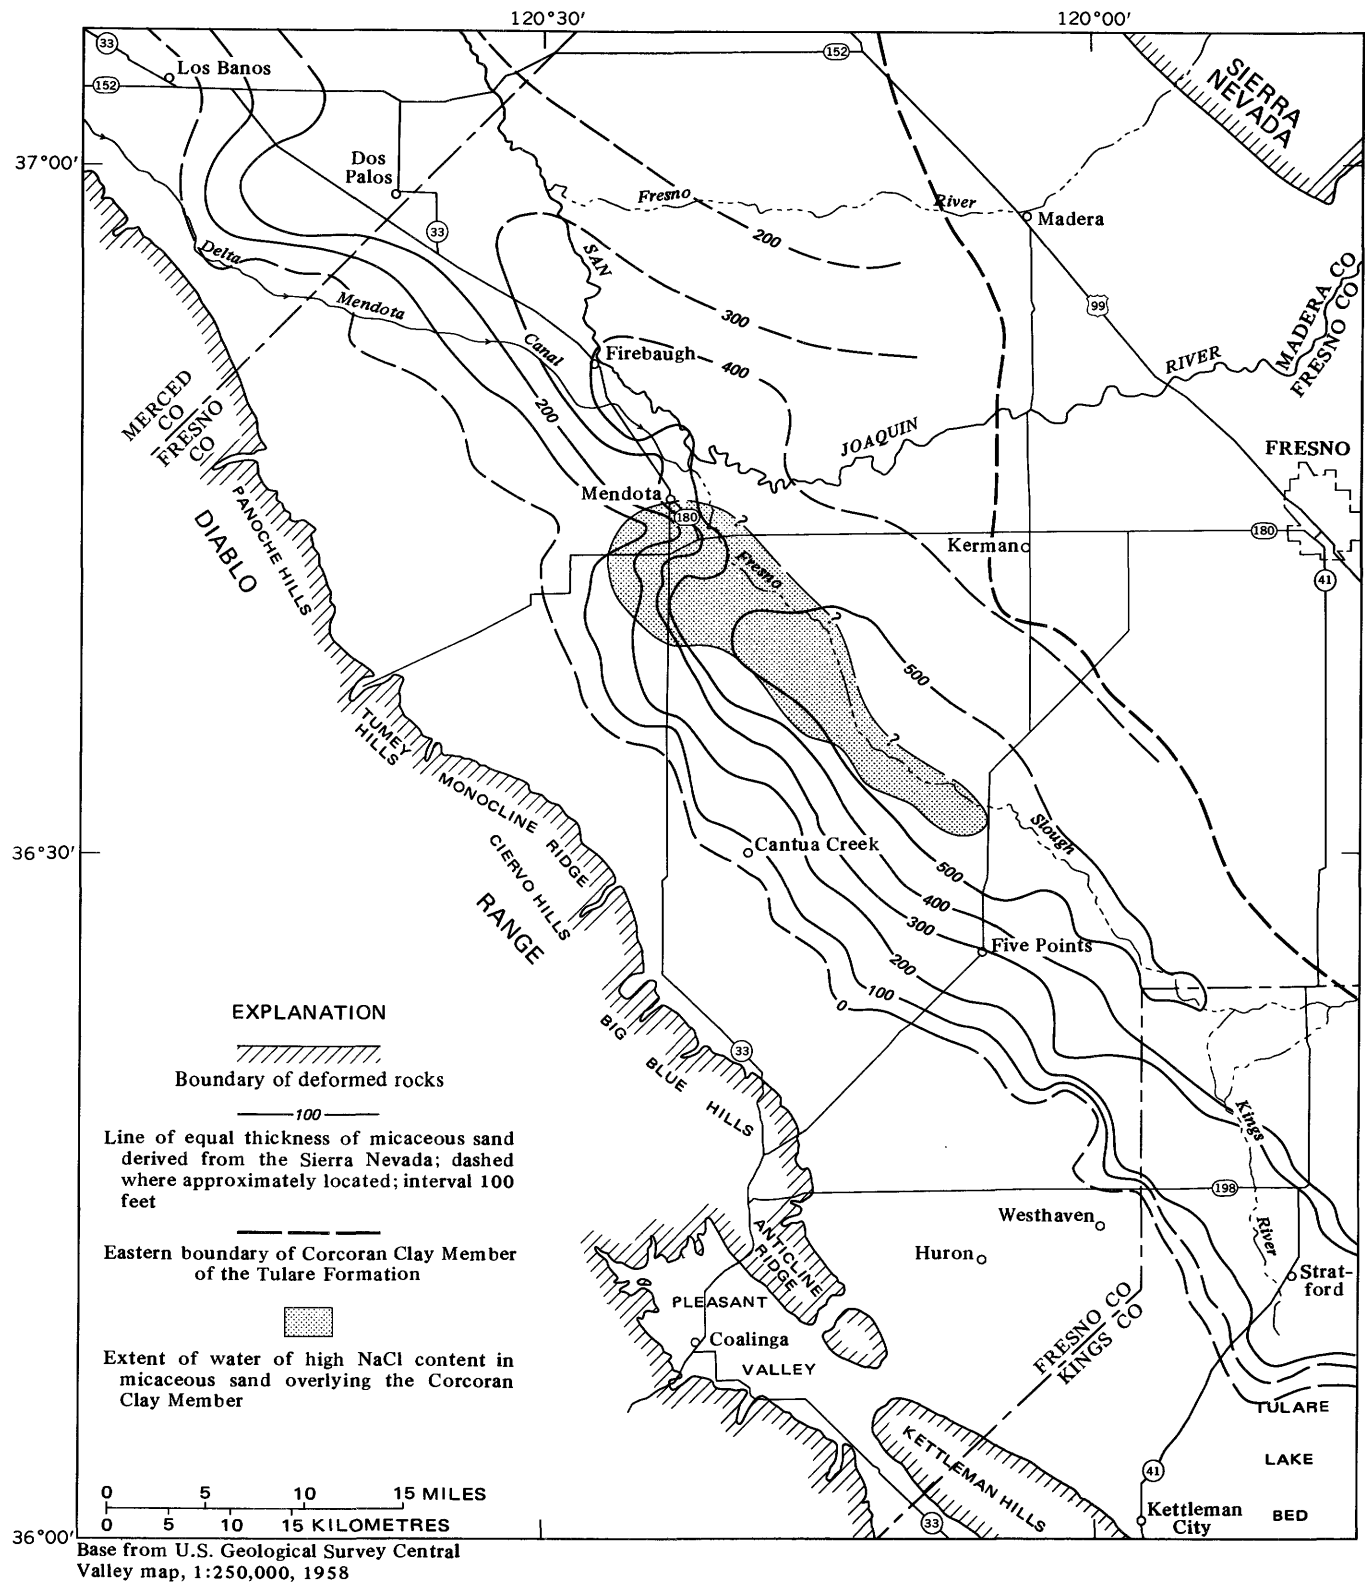 120°30'
120°00'
33
Los Banos
152
152
SIERRA
NEVADA
37°00'
Dos
Palos
33
Fresno
River
Madera
200
Delta
SAN
Mendota
300
99
MADERA CO
FRESNO CO
Canal
Firebaugh
400
RIVER
MERCED
CO
FRESNO
CO
200
JOAQUIN
FRESNO
PANOCHE HILLS
DIABLO
Mendota
180
?
Kerman
180
Fresno
41
?
500
TUMEY
HILLS
?
MONOCLINE RIDGE
CIERVO HILLS
RANGE
36°30'
Cantua Creek
Slough
500
400
300
Five Points
200
100
0
EXPLANATION
Boundary of deformed rocks
100
Line of equal thickness of micaceous sand
derived from the Sierra Nevada; dashed
where approximately located; interval 100
feet
Eastern boundary of Corcoran Clay Member
of the Tulare Formation
Extent of water of high NaCl content in
micaceous sand overlying the Corcoran
Clay Member
BIG
BLUE
HILLS
33
Kings
River
198
Westhaven
Huron
Strat-
ford
ANTICLINE
RIDGE
PLEASANT
VALLEY
Coalinga
FRESNO CO
KINGS CO
TULARE
LAKE
BED
KETTLEMAN HILLS
41
33
Kettleman
City
0 5 10 15 MILES
0 5 10 15 KILOMETRES
36°00'
Base from U.S. Geological Survey Central
Valley map, 1:250,000, 1958